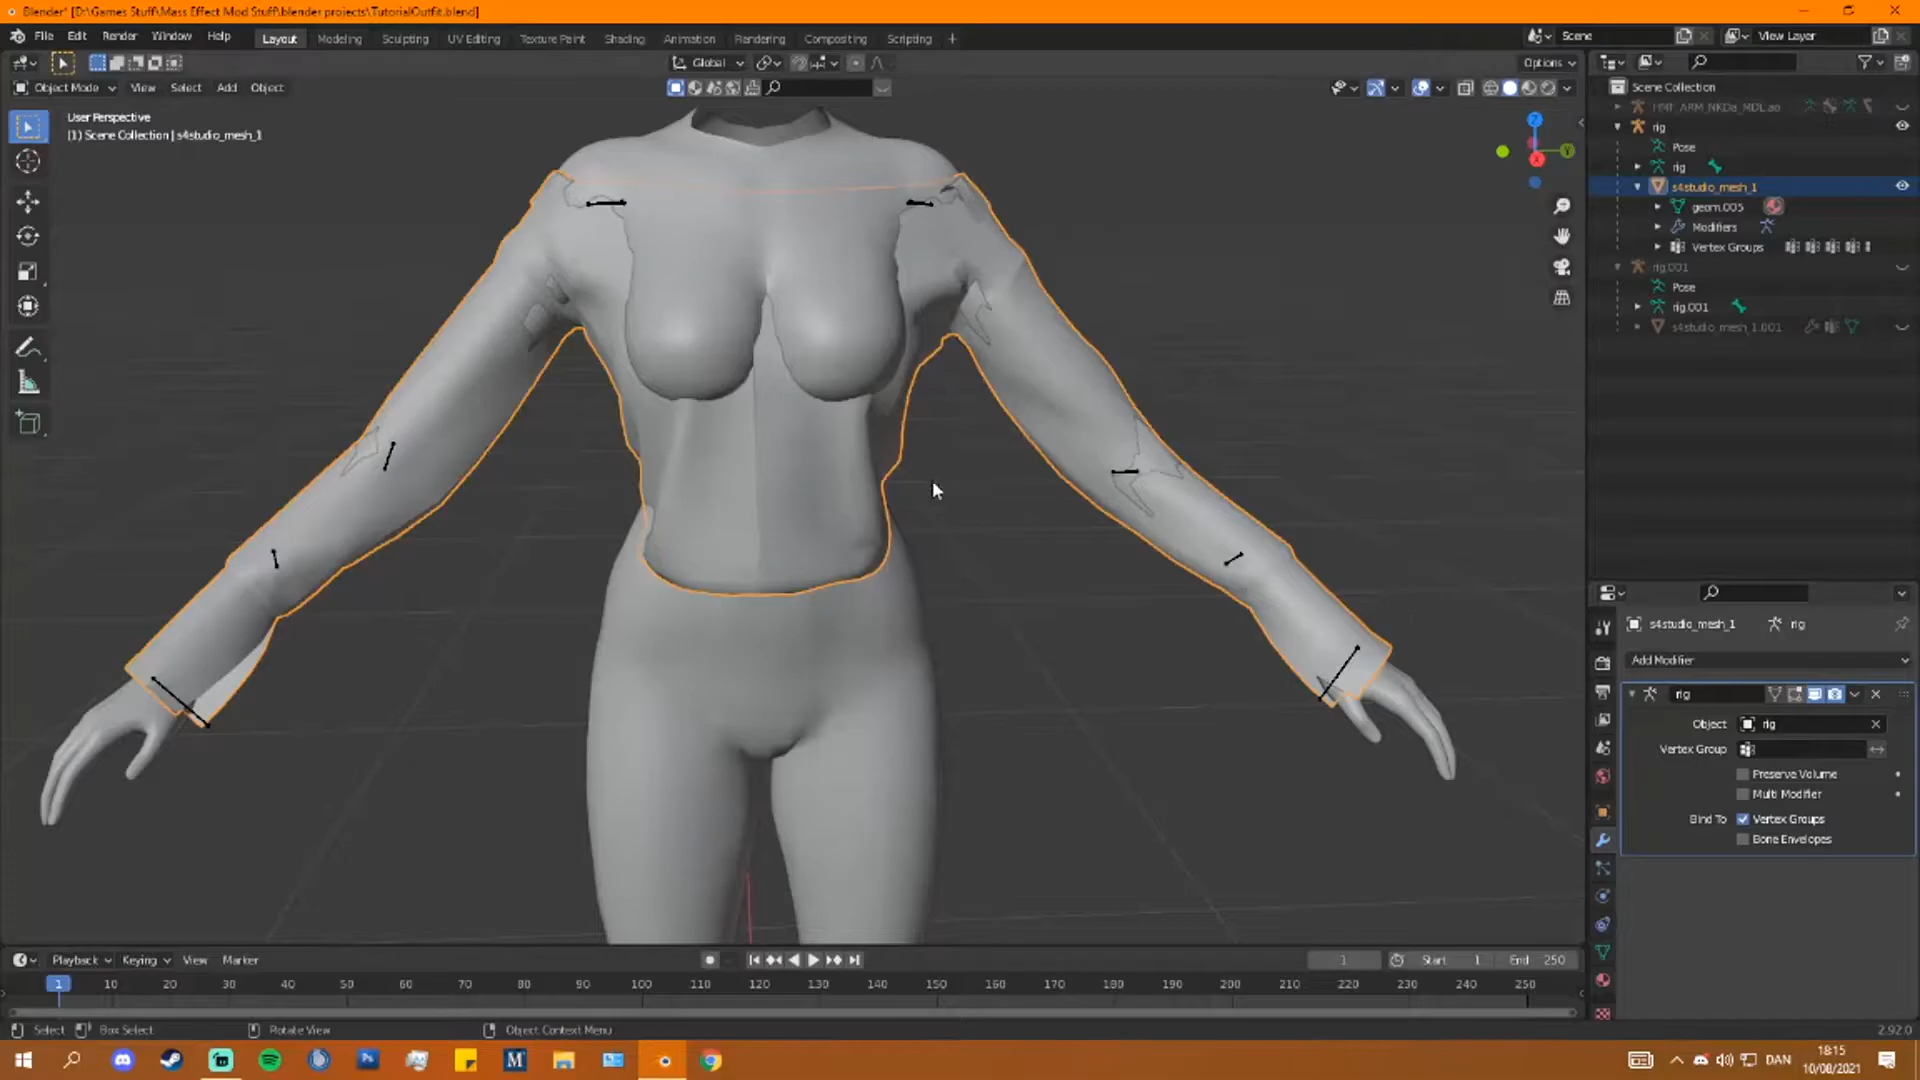 Blender* [D:\Games Stuff\Mass Effect Mod Stuff\blender projects\TutorialOutfit.blend]
File Edit Render Window Help Layout Modeling Sculpting UV Editing Texture Paint Shading Animation Rendering Compositing Scripting + Scene View Layer
Global Options
Object Mode View Select Add Object
User Perspective
(1) Scene Collection | s4studio_mesh_1
Scene Collection
HMF_ARM_NKDa_MDL.ao
rig
Pose
rig
s4studio_mesh_1
geom.005
Modifiers
Vertex Groups
rig.001
Pose
rig.001
s4studio_mesh_1.001
s4studio_mesh_1 rig
Add Modifier
rig
Object rig
Vertex Group
Preserve Volume
Multi Modifier
Bind To Vertex Groups
Bone Envelopes
Playback Keying View Marker 1 Start 1 End 250
1 10 20 30 40 50 60 70 80 90 100 110 120 130 140 150 160 170 180 190 200 210 220 230 240 250
Select Box Select Rotate View Object Context Menu 2.92.0
DAN
18:15
10/08/2021